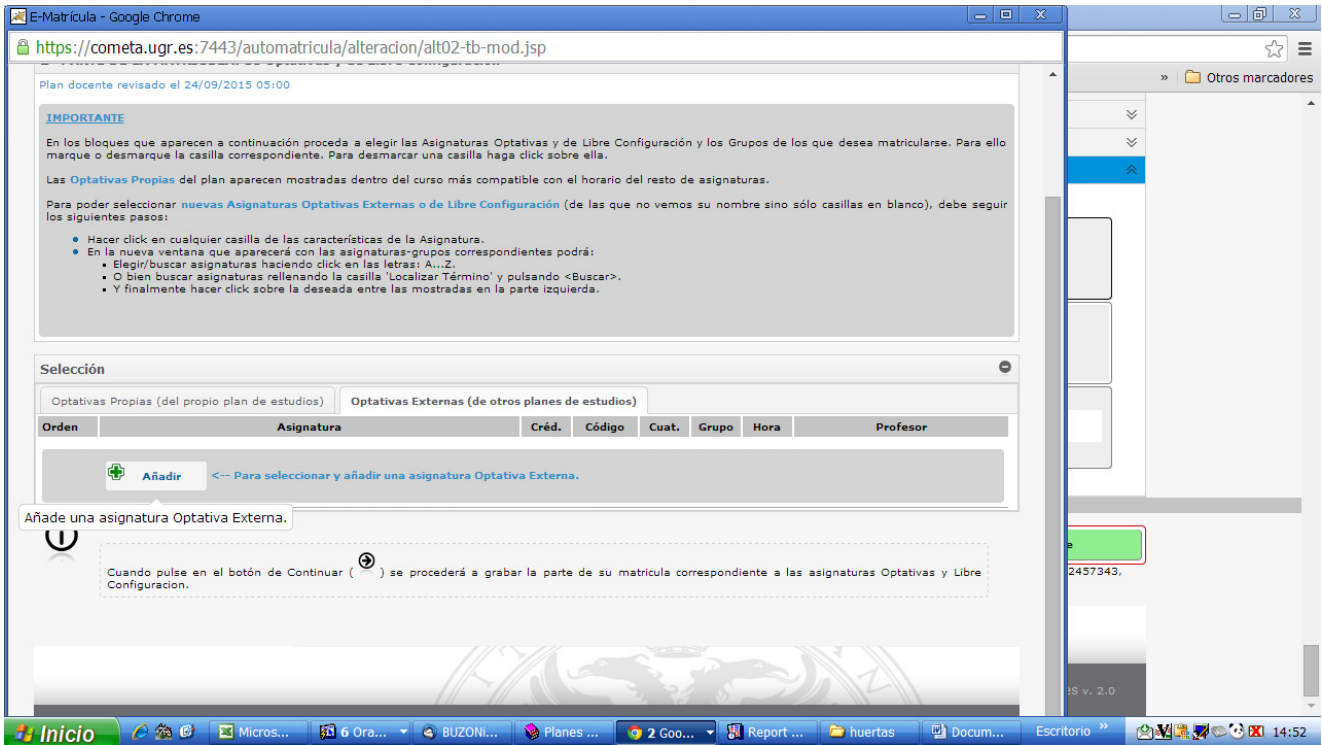 E-Matrícula - Google Chrome
https://cometa.ugr.es:7443/automatricula/alteracion/alt02-tb-mod.jsp
» Otros marcadores
Plan docente revisado el 24/09/2015 05:00
IMPORTANTE
En los bloques que aparecen a continuación proceda a elegir las Asignaturas Optativas y de Libre Configuración y los Grupos de los que desea matricularse. Para ello
marque o desmarque la casilla correspondiente. Para desmarcar una casilla haga click sobre ella.
Las Optativas Propias del plan aparecen mostradas dentro del curso más compatible con el horario del resto de asignaturas.
Para poder seleccionar nuevas Asignaturas Optativas Externas o de Libre Configuración (de las que no vemos su nombre sino sólo casillas en blanco), debe seguir
los siguientes pasos:
• Hacer click en cualquier casilla de las características de la Asignatura.
• En la nueva ventana que aparecerá con las asignaturas-grupos correspondientes podrá:
▪ Elegir/buscar asignaturas haciendo click en las letras: A...Z.
▪ O bien buscar asignaturas rellenando la casilla 'Localizar Término' y pulsando <Buscar>.
▪ Y finalmente hacer click sobre la deseada entre las mostradas en la parte izquierda.
Selección
Optativas Propias (del propio plan de estudios) Optativas Externas (de otros planes de estudios)
Orden Asignatura Créd. Código Cuat. Grupo Hora Profesor
Añadir <-- Para seleccionar y añadir una asignatura Optativa Externa.
Añade una asignatura Optativa Externa.
Cuando pulse en el botón de Continuar ( ) se procederá a grabar la parte de su matricula correspondiente a las asignaturas Optativas y Libre
Configuracion.
e
2457343,
es v. 2.0
Inicio Micros... 6 Ora... BUZONi... Planes ... 2 Goo... Report ... huertas Docum... Escritorio » 14:52